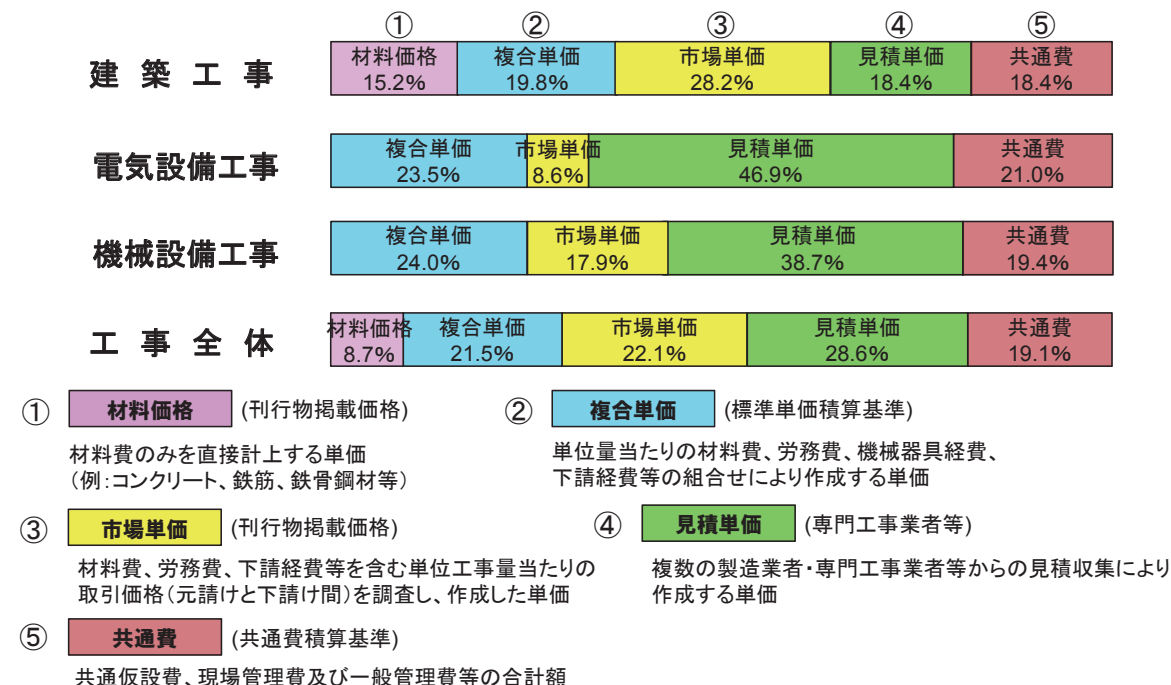 ① ② ③ ④ ⑤
建築工事
材料価格 複合単価 市場単価 見積単価 共通費
15.2% 19.8% 28.2% 18.4% 18.4%
電気設備工事
複合単価 市場単価 見積単価 共通費
23.5% 8.6% 46.9% 21.0%
機械設備工事
複合単価 市場単価 見積単価 共通費
24.0% 17.9% 38.7% 19.4%
工事全体
材料価格 複合単価 市場単価 見積単価 共通費
8.7% 21.5% 22.1% 28.6% 19.1%
① 材料価格 (刊行物掲載価格)
材料費のみを直接計上する単価
(例:コンクリート、鉄筋、鉄骨鋼材等)
② 複合単価 (標準単価積算基準)
単位量当たりの材料費、労務費、機械器具経費、
下請経費等の組合せにより作成する単価
③ 市場単価 (刊行物掲載価格)
材料費、労務費、下請経費等を含む単位工事量当たりの
取引価格(元請けと下請け間)を調査し、作成した単価
④ 見積単価 (専門工事業者等)
複数の製造業者・専門工事業者等からの見積収集により
作成する単価
⑤ 共通費 (共通費積算基準)
共通仮設費、現場管理費及び一般管理費等の合計額